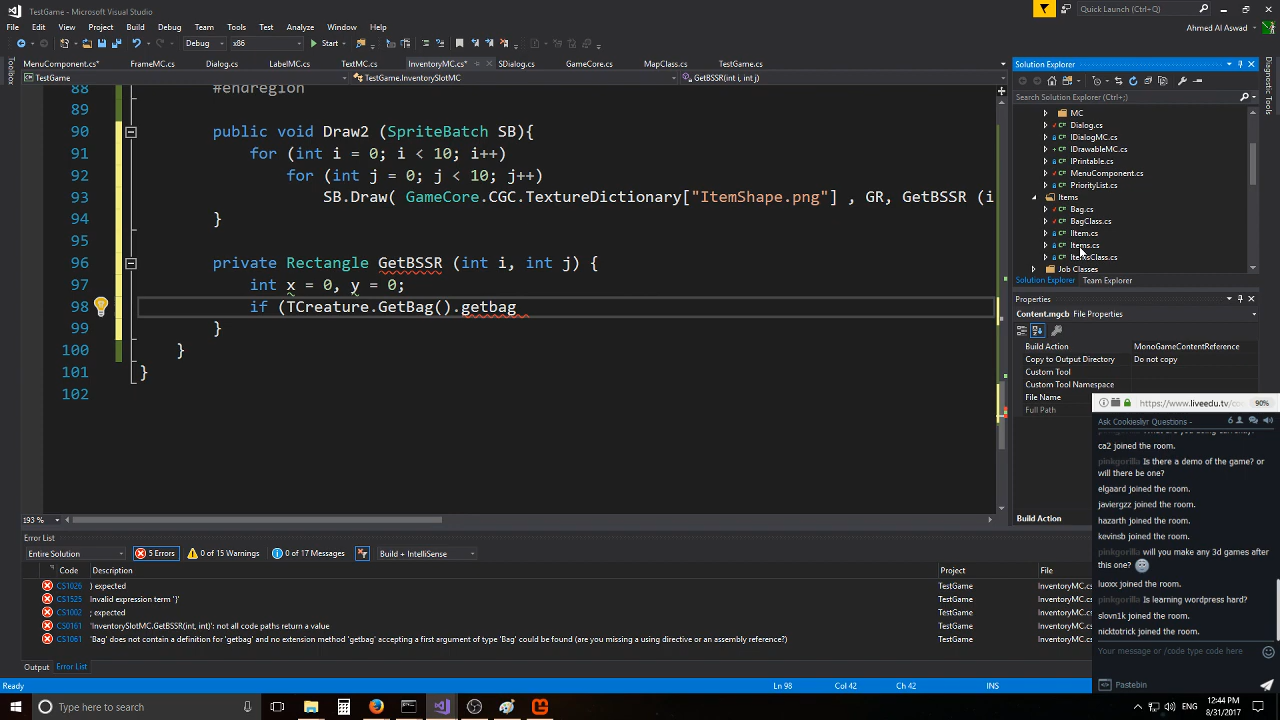 TestGame - Microsoft Visual Studio
Quick Launch (Ctrl+Q)
File Edit View Project Build Debug Team Tools Test Analyze Window Help
Ahmed Al Aswad
Debug x86 Start
MenuComponent.cs* FrameMC.cs Dialog.cs LabelMC.cs TextMC.cs InventoryMC.cs* SDialog.cs GameCore.cs MapClass.cs TestGame.cs
TestGame TestGame.InventorySlotMC GetBSSR(int i, int j)
Toolbox
88 #endregion
89
90 public void Draw2 (SpriteBatch SB){
91 for (int i = 0; i < 10; i++)
92 for (int j = 0; j < 10; j++)
93 SB.Draw( GameCore.CGC.TextureDictionary["ItemShape.png"] , GR, GetBSSR (i
94 }
95
96 private Rectangle GetBSSR (int i, int j) {
97 int x = 0, y = 0;
98 if (TCreature.GetBag().getbag
99 }
100 }
101 }
102
193 %
Solution Explorer
Diagnostic Tools
Search Solution Explorer (Ctrl+;)
MC
Dialog.cs
IDialogMC.cs
IDrawableMC.cs
IPrintable.cs
MenuComponent.cs
PriorityList.cs
Items
Bag.cs
BagClass.cs
IItem.cs
Items.cs
ItemsClass.cs
Job Classes
Solution Explorer Team Explorer
Properties
Content.mgcb File Properties
Build Action MonoGameContentReference
Copy to Output Directory Do not copy
Custom Tool
Custom Tool Namespace
File Name
Full Path
Build Action
Error List
Entire Solution 5 Errors 0 of 15 Warnings 0 of 17 Messages Build + IntelliSense
Code Description Project File
CS1026 ) expected TestGame InventoryMC.cs
CS1525 Invalid expression term '}' TestGame InventoryMC.cs
CS1002 ; expected TestGame InventoryMC.cs
CS0161 'InventorySlotMC.GetBSSR(int, int)': not all code paths return a value TestGame InventoryMC.cs
CS1061 'Bag' does not contain a definition for 'getbag' and no extension method 'getbag' accepting a first argument of type 'Bag' could be found (are you missing a using directive or an assembly reference?) TestGame InventoryMC.cs
Output Error List
Ready Ln 98 Col 42 Ch 42 INS
https://www.liveedu.tv/co 90%
Ask Cookiesliyr Questions - 6
ca2 joined the room.
pinkgorilla Is there a demo of the game? or
will there be one?
elgaard joined the room.
javiergzz joined the room.
hazarth joined the room.
kevinsb joined the room.
pinkgorilla will you make any 3d games after
this one?
luoxx joined the room.
pinkgorilla Is learning wordpress hard?
slovn1k joined the room.
nicktotrick joined the room.
Your message or /code type code here
Pastebin
Type here to search
ENG
12:44 PM
8/31/2017